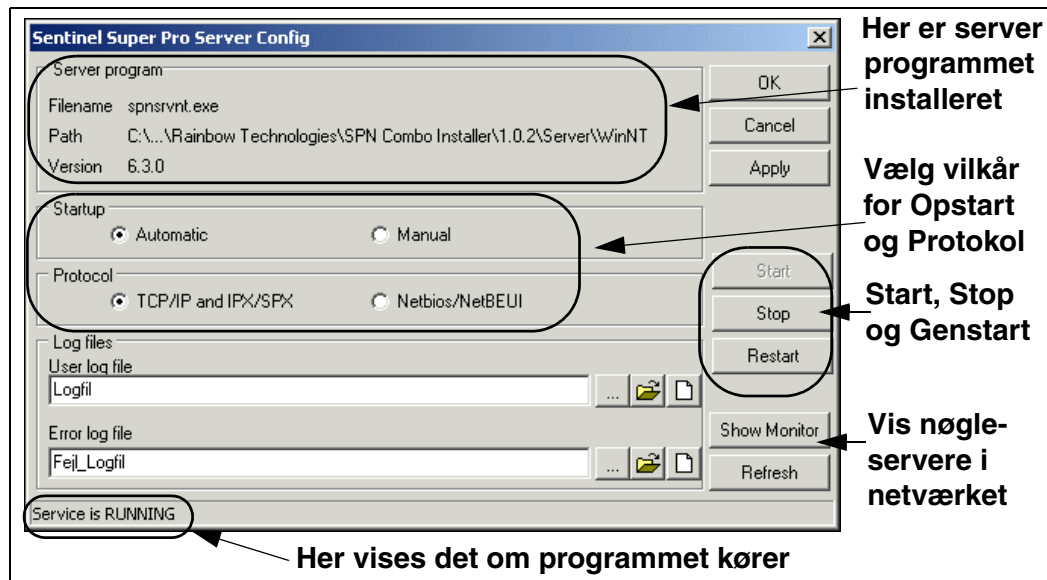 Sentinel Super Pro Server Config
Server program
Filename spnsrvnt.exe
Path C:\...\Rainbow Technologies\SPN Combo Installer\1.0.2\Server\WinNT
Version 6.3.0
OK
Cancel
Apply
Startup
Automatic Manual
Protocol
TCP/IP and IPX/SPX Netbios/NetBEUI
Start
Stop
Restart
Log files
User log file
Logfil
...
Error log file
Fejl_Logfil
...
Show Monitor
Refresh
Service is RUNNING
Her er server
programmet
installeret
Vælg vilkår
for Opstart
og Protokol
Start, Stop
og Genstart
Vis nøgle-
servere i
netværket
Her vises det om programmet kører